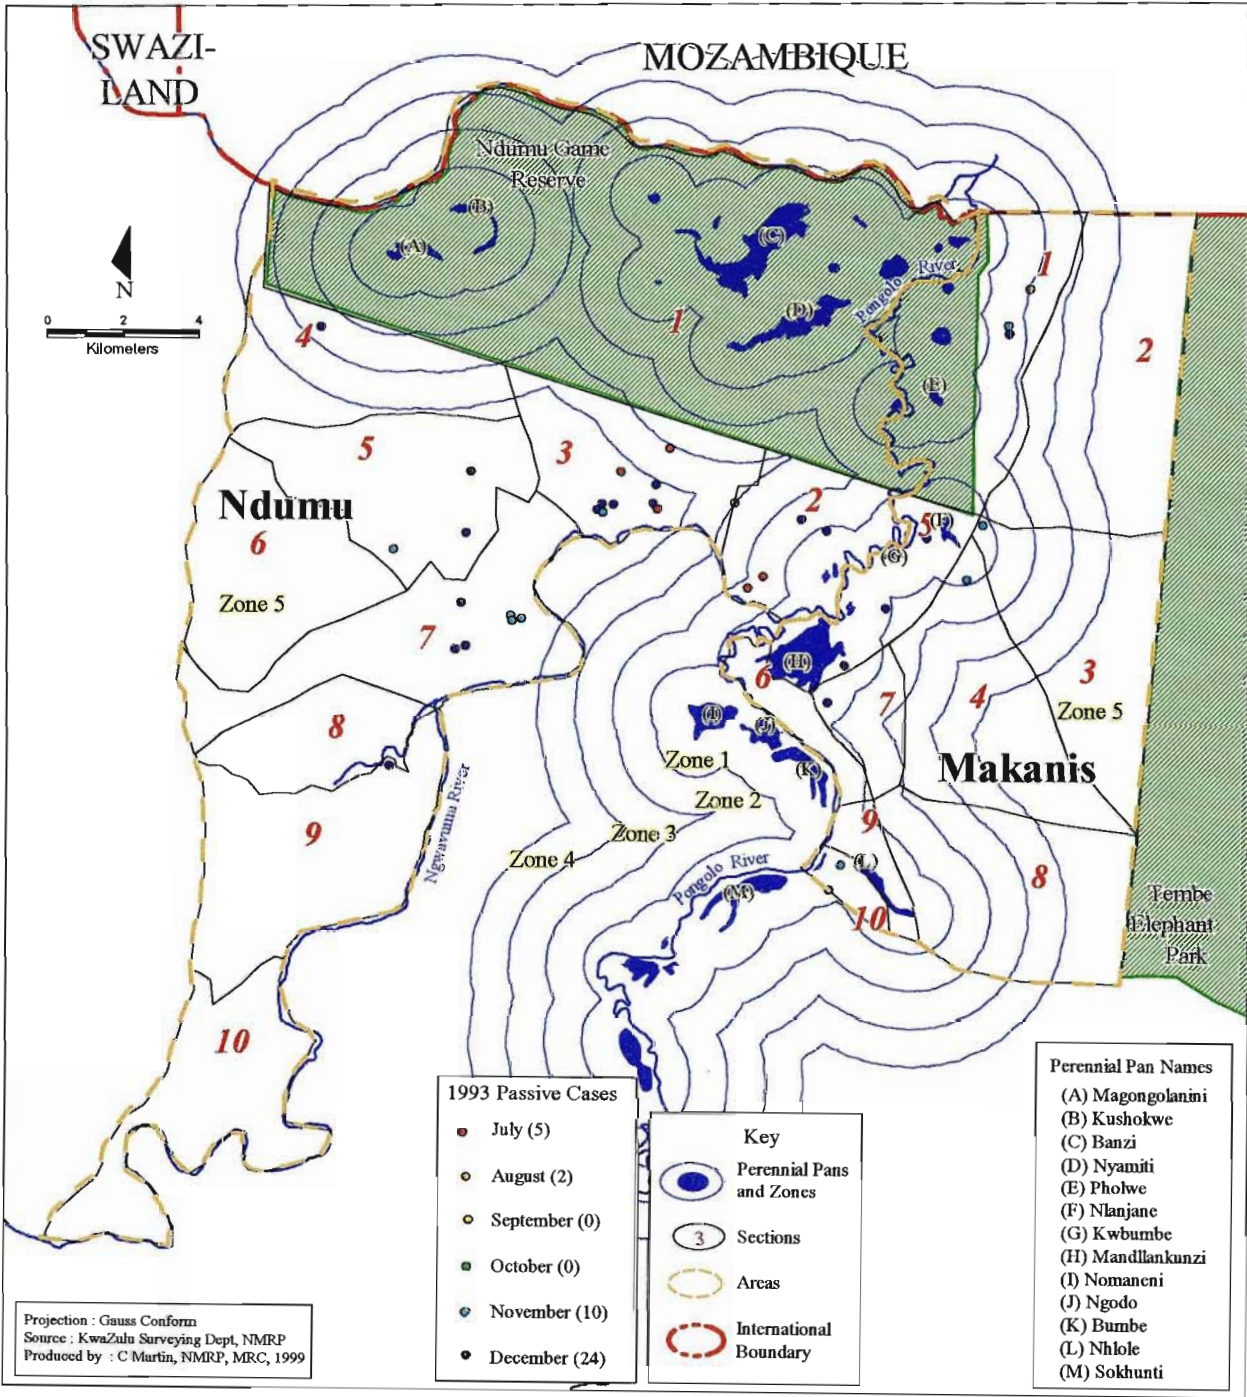 SWAZI-
LAND
MOZAMBIQUE
Ndumu Game
Reserve
(B)
(A)
(C)
(D)
(E)
Pongolo River
N
0 2 4
Kilometers
1
1
2
4
5
3
2
5
(F)
(G)
Ndumu
6
Zone 5
7
(H)
6
7
4
3
Zone 5
(I)
(J)
(K)
Makanis
8
Zone 1
Zone 2
Zone 3
Zone 4
9
Ngwavuma River
9
Pongolo River
(L)
(M)
10
8
Tembe
Elephant
Park
10
1993 Passive Cases
July (5)
August (2)
September (0)
October (0)
November (10)
December (24)
Key
Perennial Pans
and Zones
3
Sections
Areas
International
Boundary
Perennial Pan Names
(A) Magongolanini
(B) Kushokwe
(C) Banzi
(D) Nyamiti
(E) Pholwe
(F) Nlanjane
(G) Kwbumbe
(H) Mandllankunzi
(I) Nomaneni
(J) Ngodo
(K) Bumbe
(L) Nhlole
(M) Sokhunti
Projection : Gauss Conform
Source : KwaZulu Surveying Dept, NMRP
Produced by : C Martin, NMRP, MRC, 1999